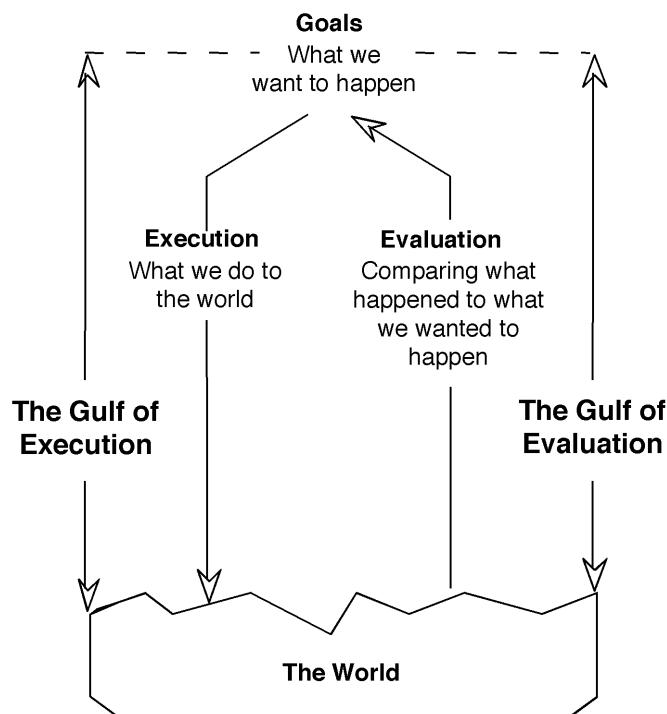 Goals
What we
want to happen
Execution
What we do to
the world
Evaluation
Comparing what
happened to what
we wanted to
happen
The Gulf of
Execution
The Gulf of
Evaluation
The World